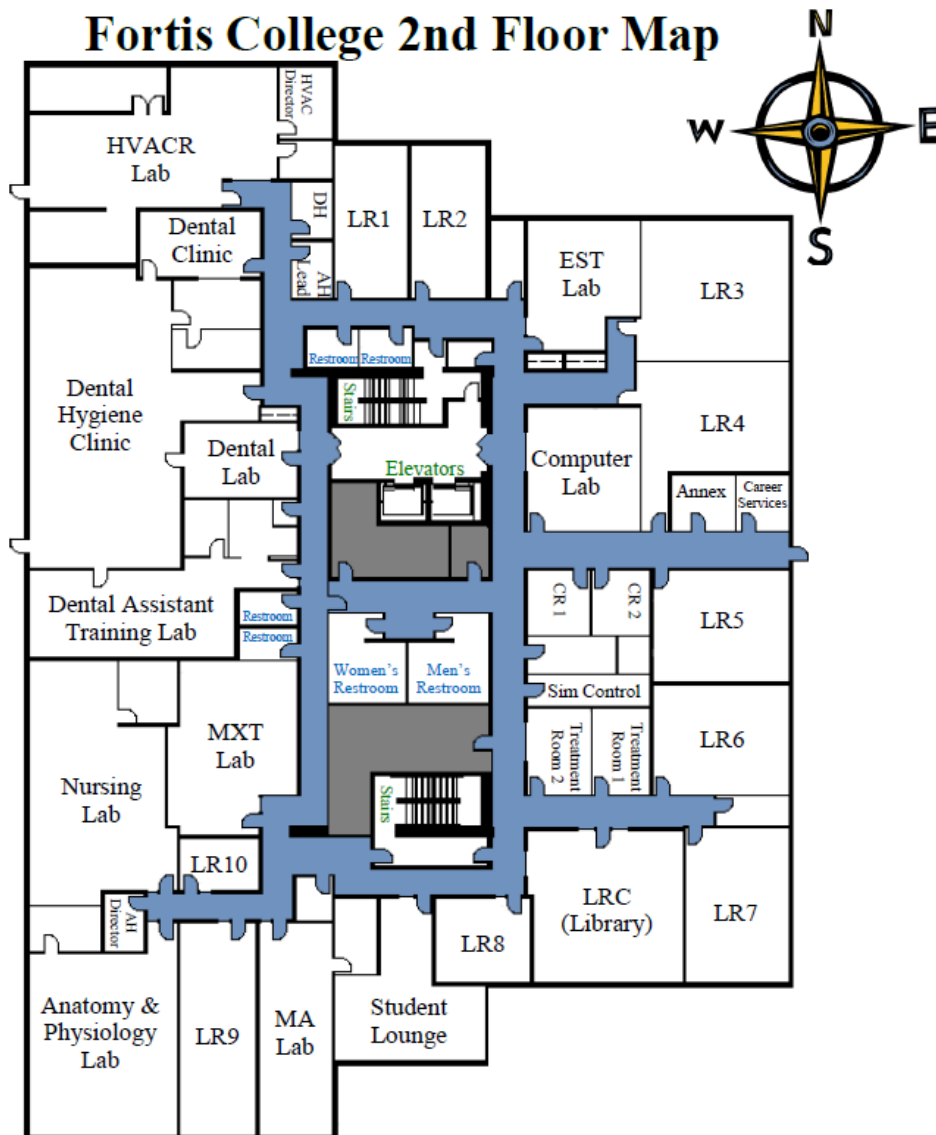 Fortis College 2nd Floor Map
N
W
E
S
HVAC
Director
HVACR
Lab
DH
LR1
LR2
Dental
Clinic
AH
Lead
EST
Lab
LR3
Restroom
Restroom
Stairs
Dental
Hygiene
Clinic
LR4
Dental
Lab
Elevators
Computer
Lab
Annex
Career
Services
Dental Assistant
Training Lab
Restroom
Restroom
CR 1
CR 2
LR5
Women's
Restroom
Men's
Restroom
Sim Control
MXT
Lab
Treatment
Room 2
Treatment
Room 1
LR6
Nursing
Lab
Stairs
LR10
AH
Director
LR8
LRC
(Library)
LR7
Anatomy &
Physiology
Lab
LR9
MA
Lab
Student
Lounge